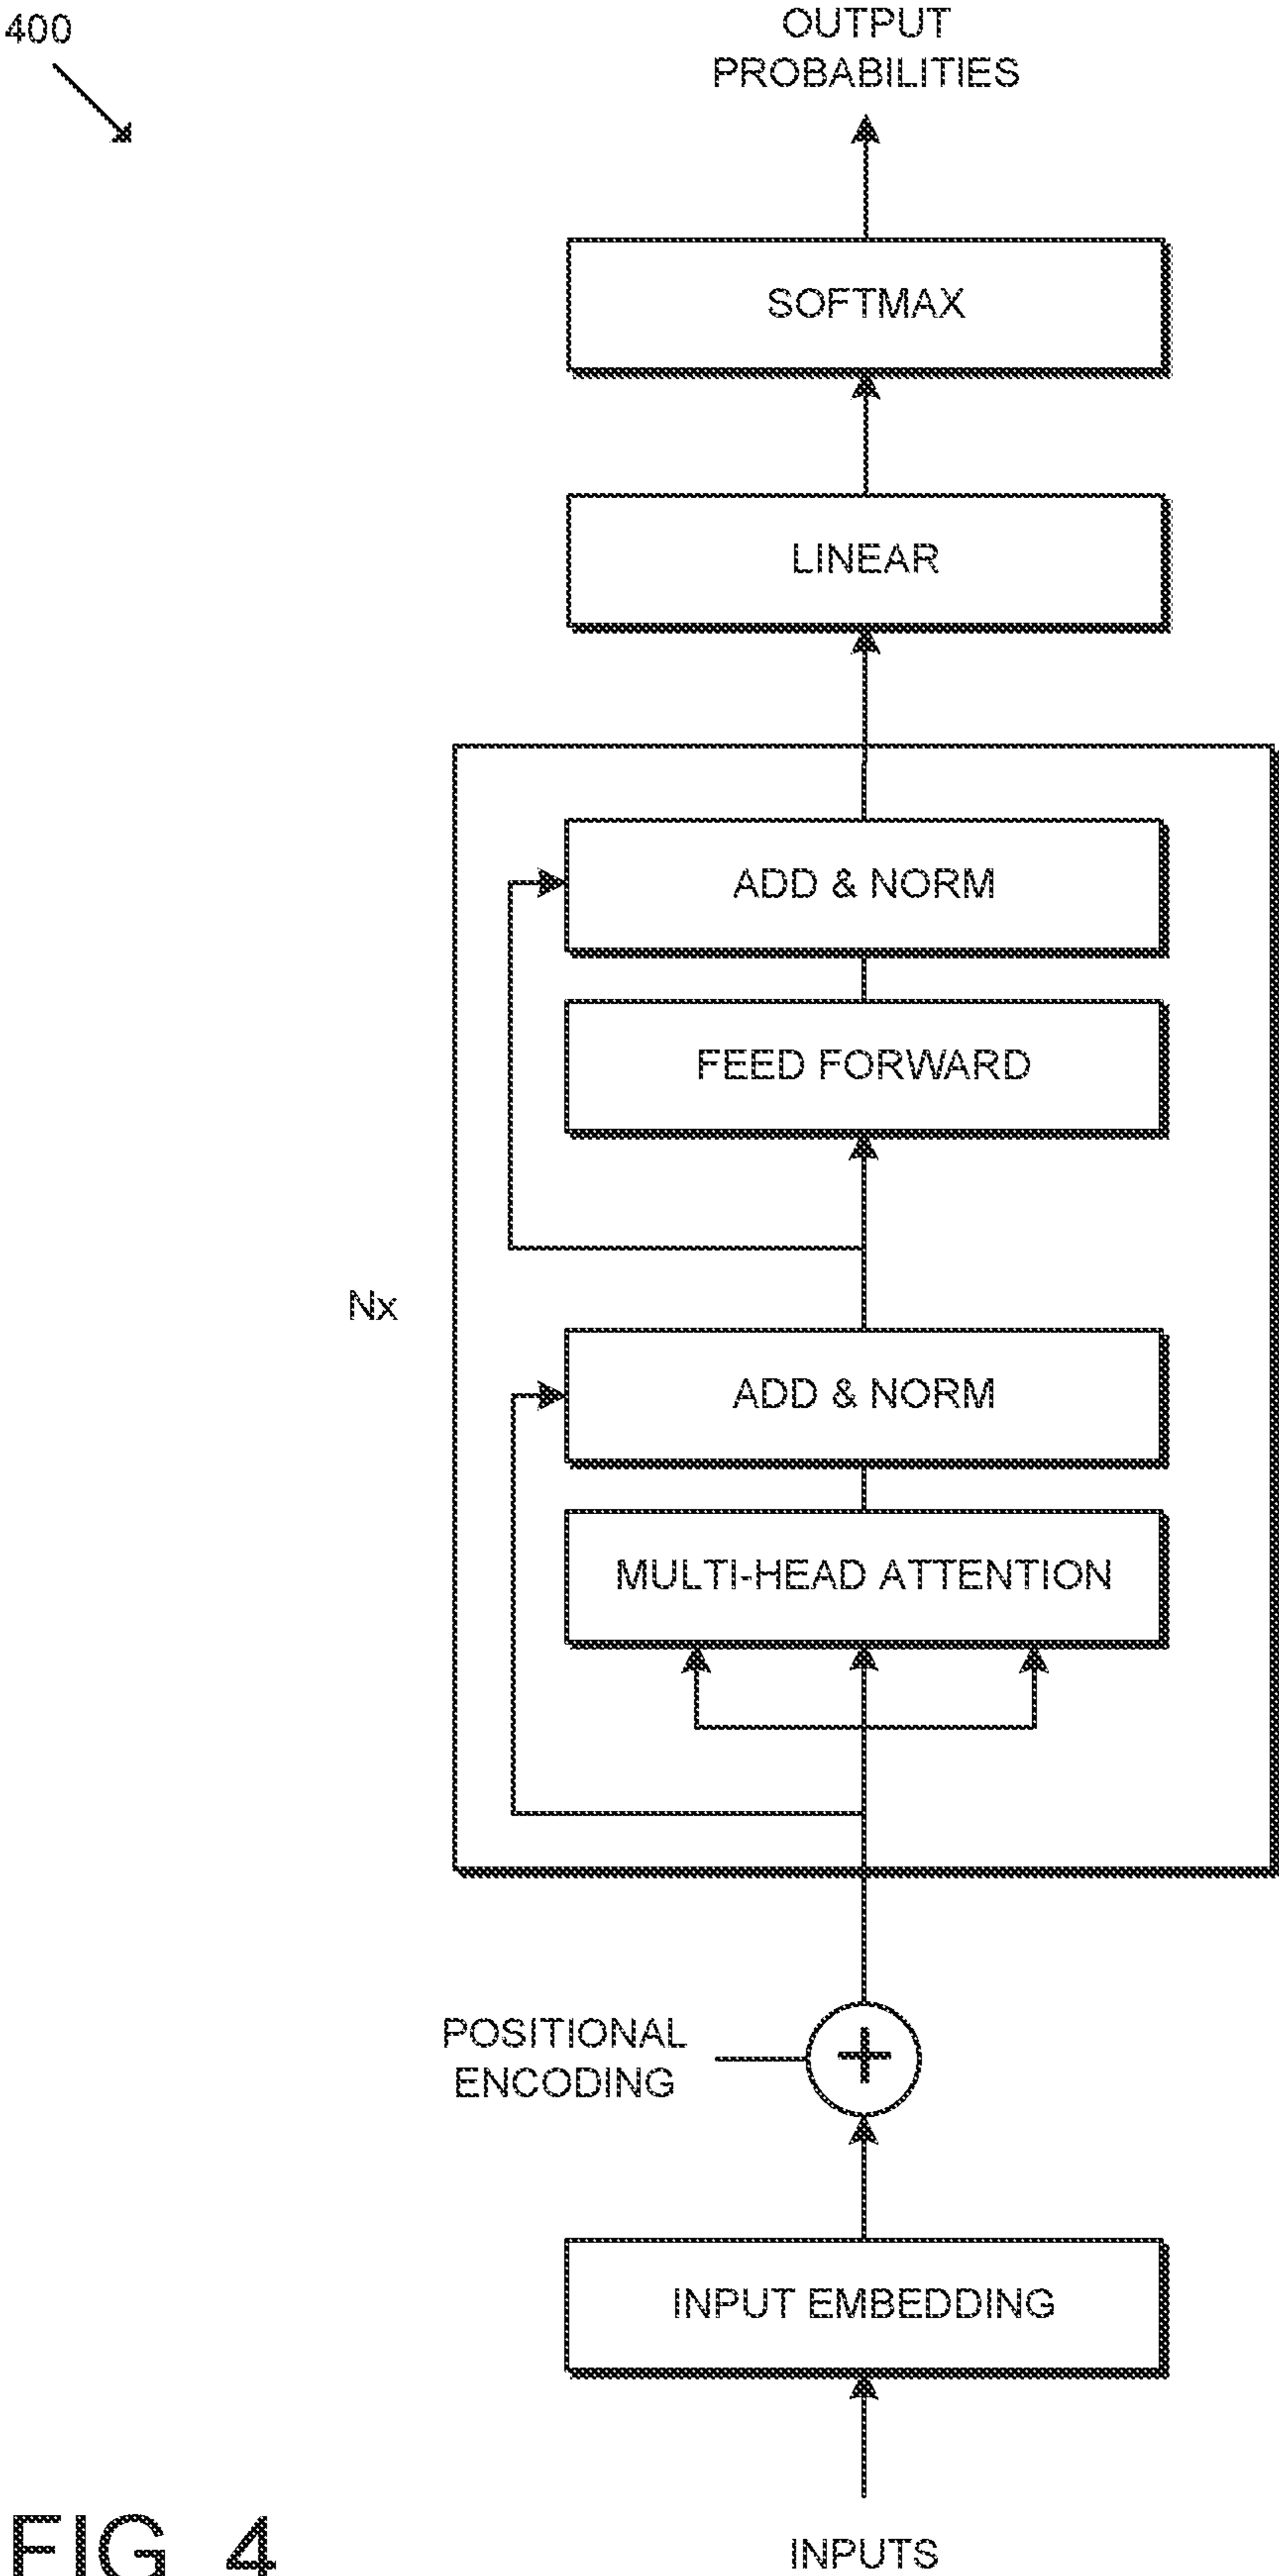 400
OUTPUT
PROBABILITIES
SOFTMAX
LINEAR
ADD & NORM
FEED FORWARD
Nx
ADD & NORM
MULTI-HEAD ATTENTION
POSITIONAL
ENCODING
+
INPUT EMBEDDING
INPUTS
FIG. 4